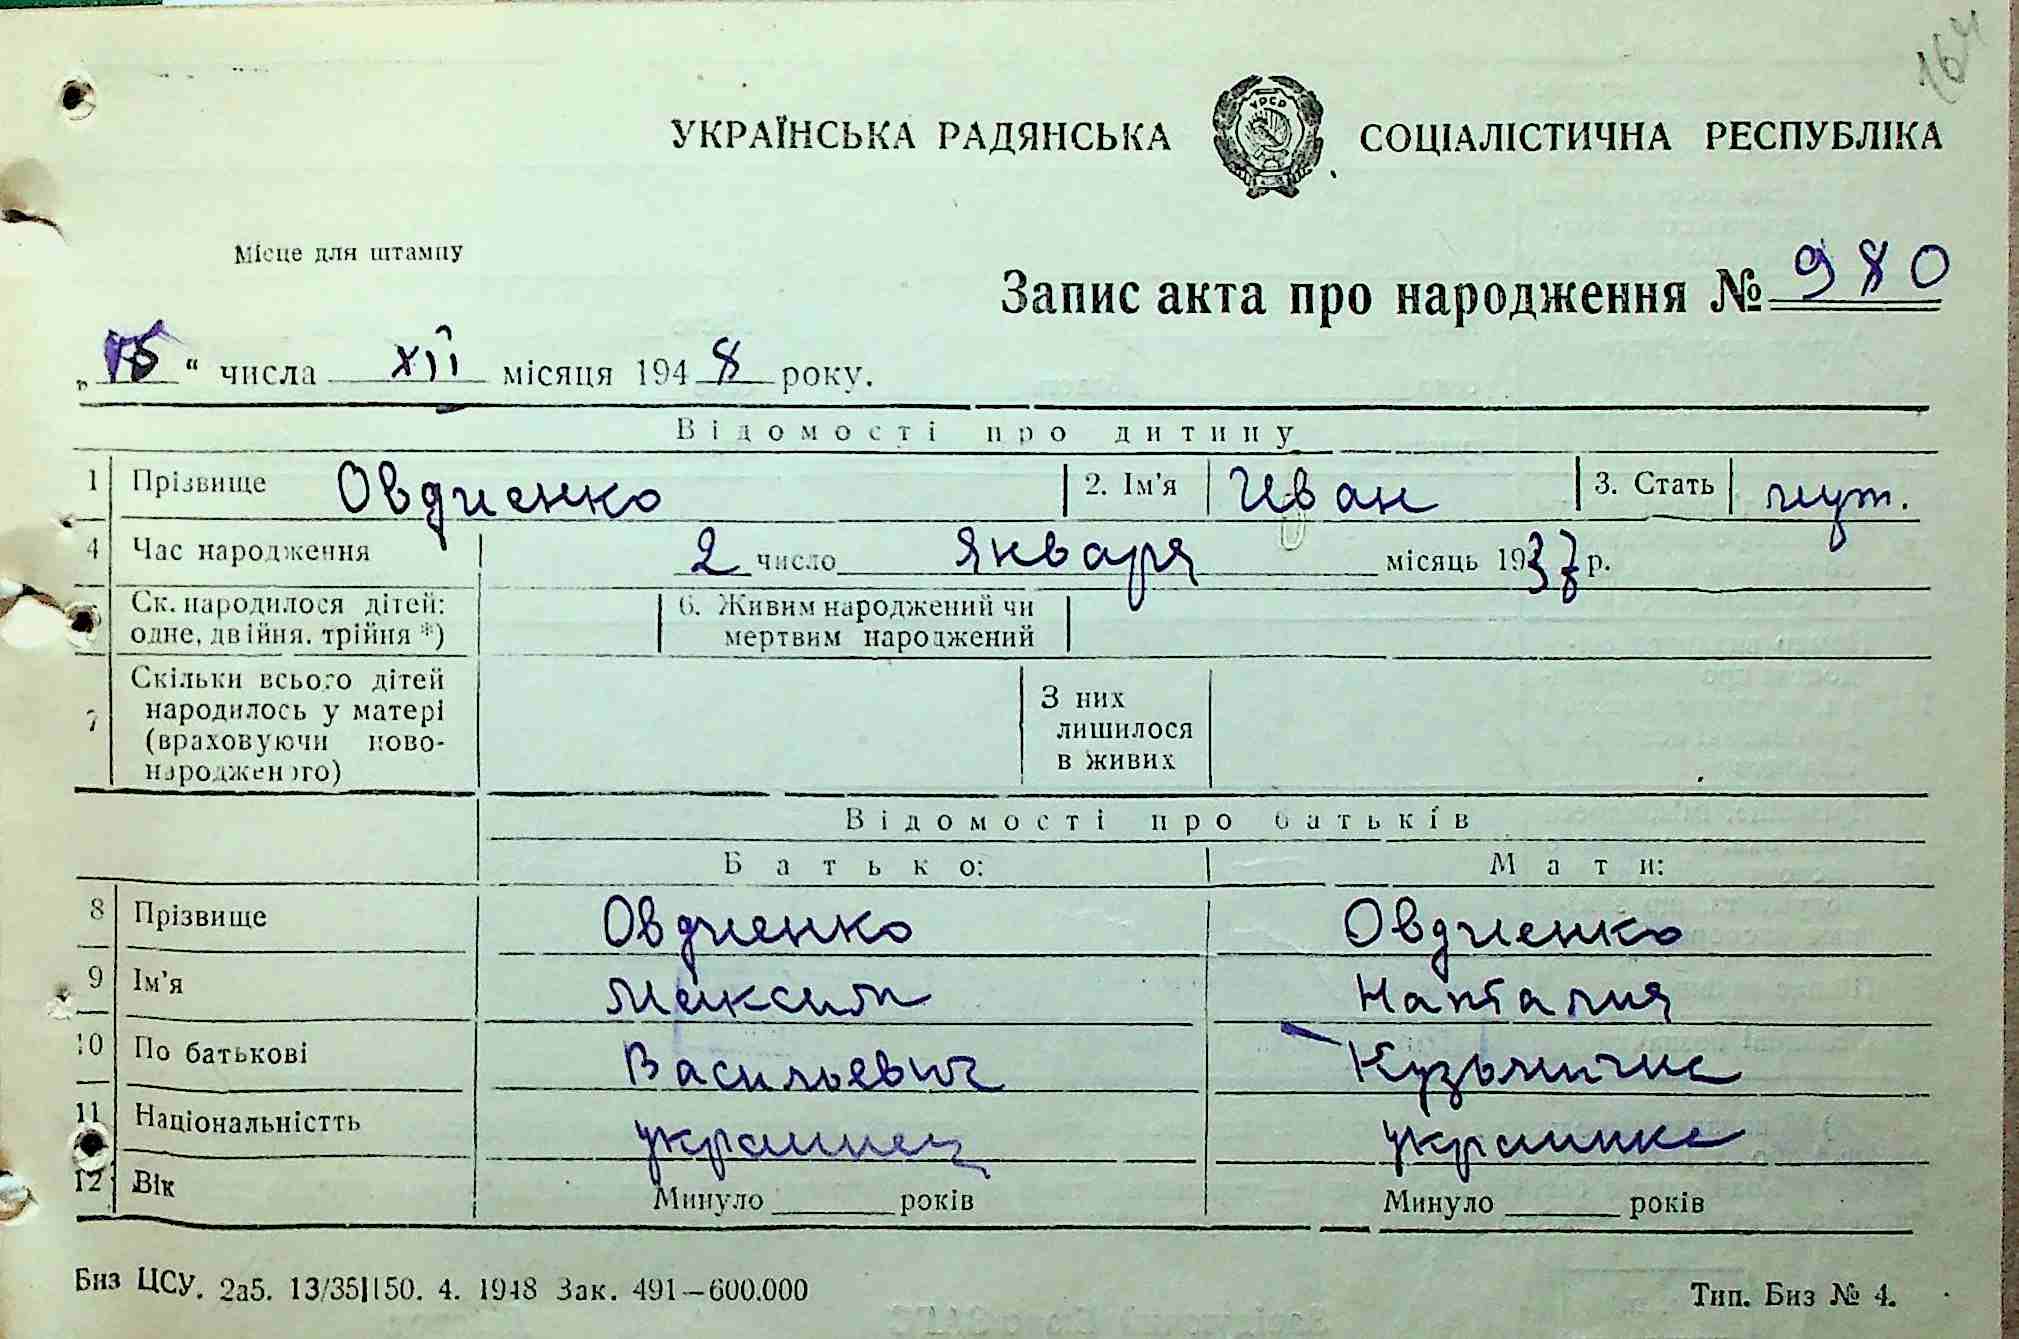 164
УКРАЇНСЬКА РАДЯНСЬКА СОЦІАЛІСТИЧНА РЕСПУБЛІКА
УРСР
Місце для штампу
Запис акта про народження № 980
„ 15 “ числа XII місяця 1948 року.
Відомості про дитину
1 Прізвище Овдиенко 2. Ім'я Иван 3. Стать муж.
4 Час народження 2 число января місяць 1937 р.
Ск. народилося дітей: одне, двійня, трійня *) 6. Живим народжений чи мертвим народжений
7 Скільки всього дітей народилось у матері (враховуючи новонародженого) З них лишилося в живих
Відомості про батьків
Батько: Мати:
8 Прізвище Овдиенко Овдиенко
9 Ім'я Максим Наталия
10 По батькові Васильевич Кузьминична
11 Національністть украинец украинка
12 Вік Минуло ____ років Минуло ____ років
Биз ЦСУ. 2а5. 13/35|150. 4. 1948 Зак. 491—600.000 Тип. Биз № 4.